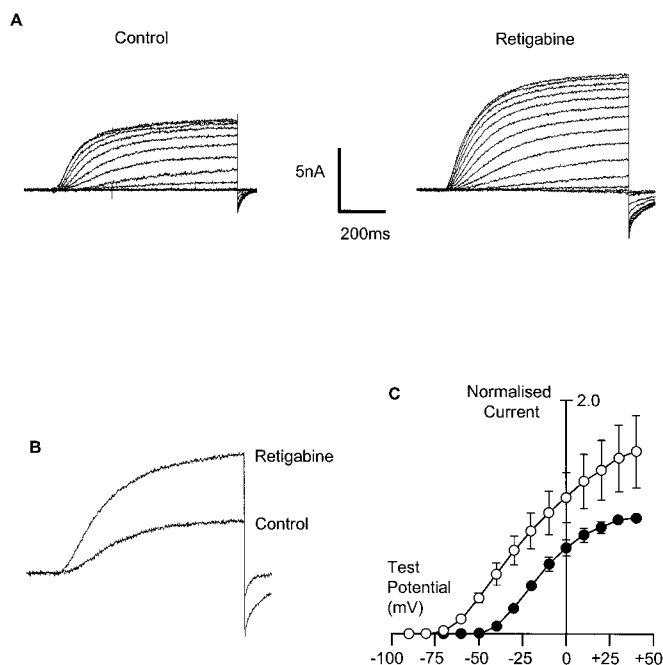 A
Control
Retigabine
5nA
200ms
B
Retigabine
Control
C
Normalised
Current
2.0
Test
Potential
(mV)
-100 -75 -50 -25 0 +25 +50